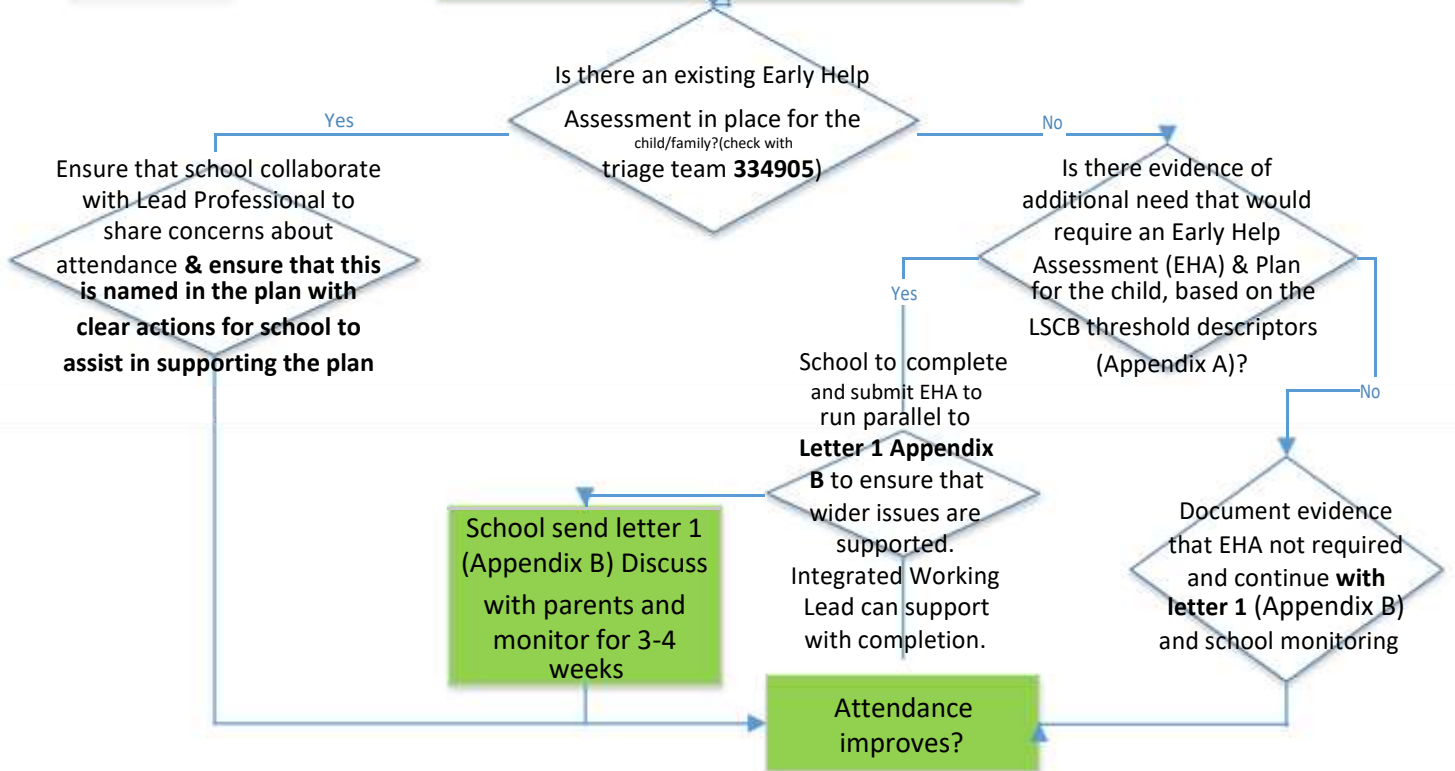 Is there an existing Early Help
Assessment in place for the
child/family?(check with
triage team 334905)
Yes
No
Ensure that school collaborate
with Lead Professional to
share concerns about
attendance & ensure that this
is named in the plan with
clear actions for school to
assist in supporting the plan
Is there evidence of
additional need that would
require an Early Help
Assessment (EHA) & Plan
for the child, based on the
LSCB threshold descriptors
(Appendix A)?
Yes
No
School to complete
and submit EHA to
run parallel to
Letter 1 Appendix
B to ensure that
wider issues are
supported.
Integrated Working
Lead can support
with completion.
School send letter 1
(Appendix B) Discuss
with parents and
monitor for 3-4
weeks
Document evidence
that EHA not required
and continue with
letter 1 (Appendix B)
and school monitoring
Attendance
improves?